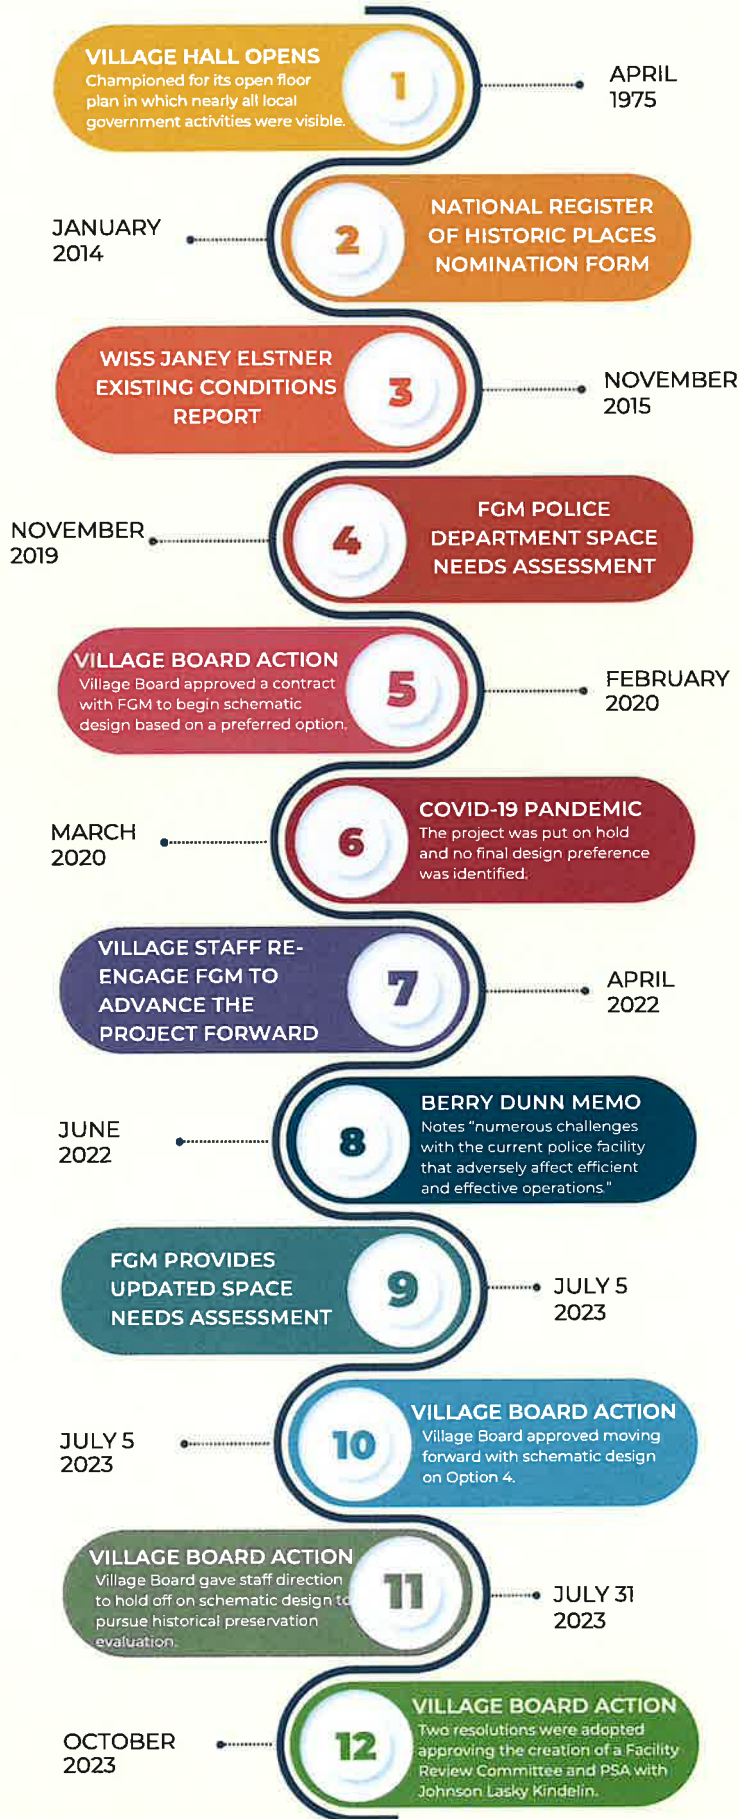 VILLAGE HALL OPENS
Championed for its open floor
plan in which nearly all local
government activities were visible.
1
APRIL
1975
JANUARY
2014
2
NATIONAL REGISTER
OF HISTORIC PLACES
NOMINATION FORM
WISS JANEY ELSTNER
EXISTING CONDITIONS
REPORT
3
NOVEMBER
2015
NOVEMBER
2019
4
FGM POLICE
DEPARTMENT SPACE
NEEDS ASSESSMENT
VILLAGE BOARD ACTION
Village Board approved a contract
with FGM to begin schematic
design based on a preferred option.
5
FEBRUARY
2020
MARCH
2020
6
COVID-19 PANDEMIC
The project was put on hold
and no final design preference
was identified.
VILLAGE STAFF RE-
ENGAGE FGM TO
ADVANCE THE
PROJECT FORWARD
7
APRIL
2022
JUNE
2022
8
BERRY DUNN MEMO
Notes "numerous challenges
with the current police facility
that adversely affect efficient
and effective operations."
FGM PROVIDES
UPDATED SPACE
NEEDS ASSESSMENT
9
JULY 5
2023
JULY 5
2023
10
VILLAGE BOARD ACTION
Village Board approved moving
forward with schematic design
on Option 4.
VILLAGE BOARD ACTION
Village Board gave staff direction
to hold off on schematic design to
pursue historical preservation
evaluation.
11
JULY 31
2023
OCTOBER
2023
12
VILLAGE BOARD ACTION
Two resolutions were adopted
approving the creation of a Facility
Review Committee and PSA with
Johnson Lasky Kindelin.